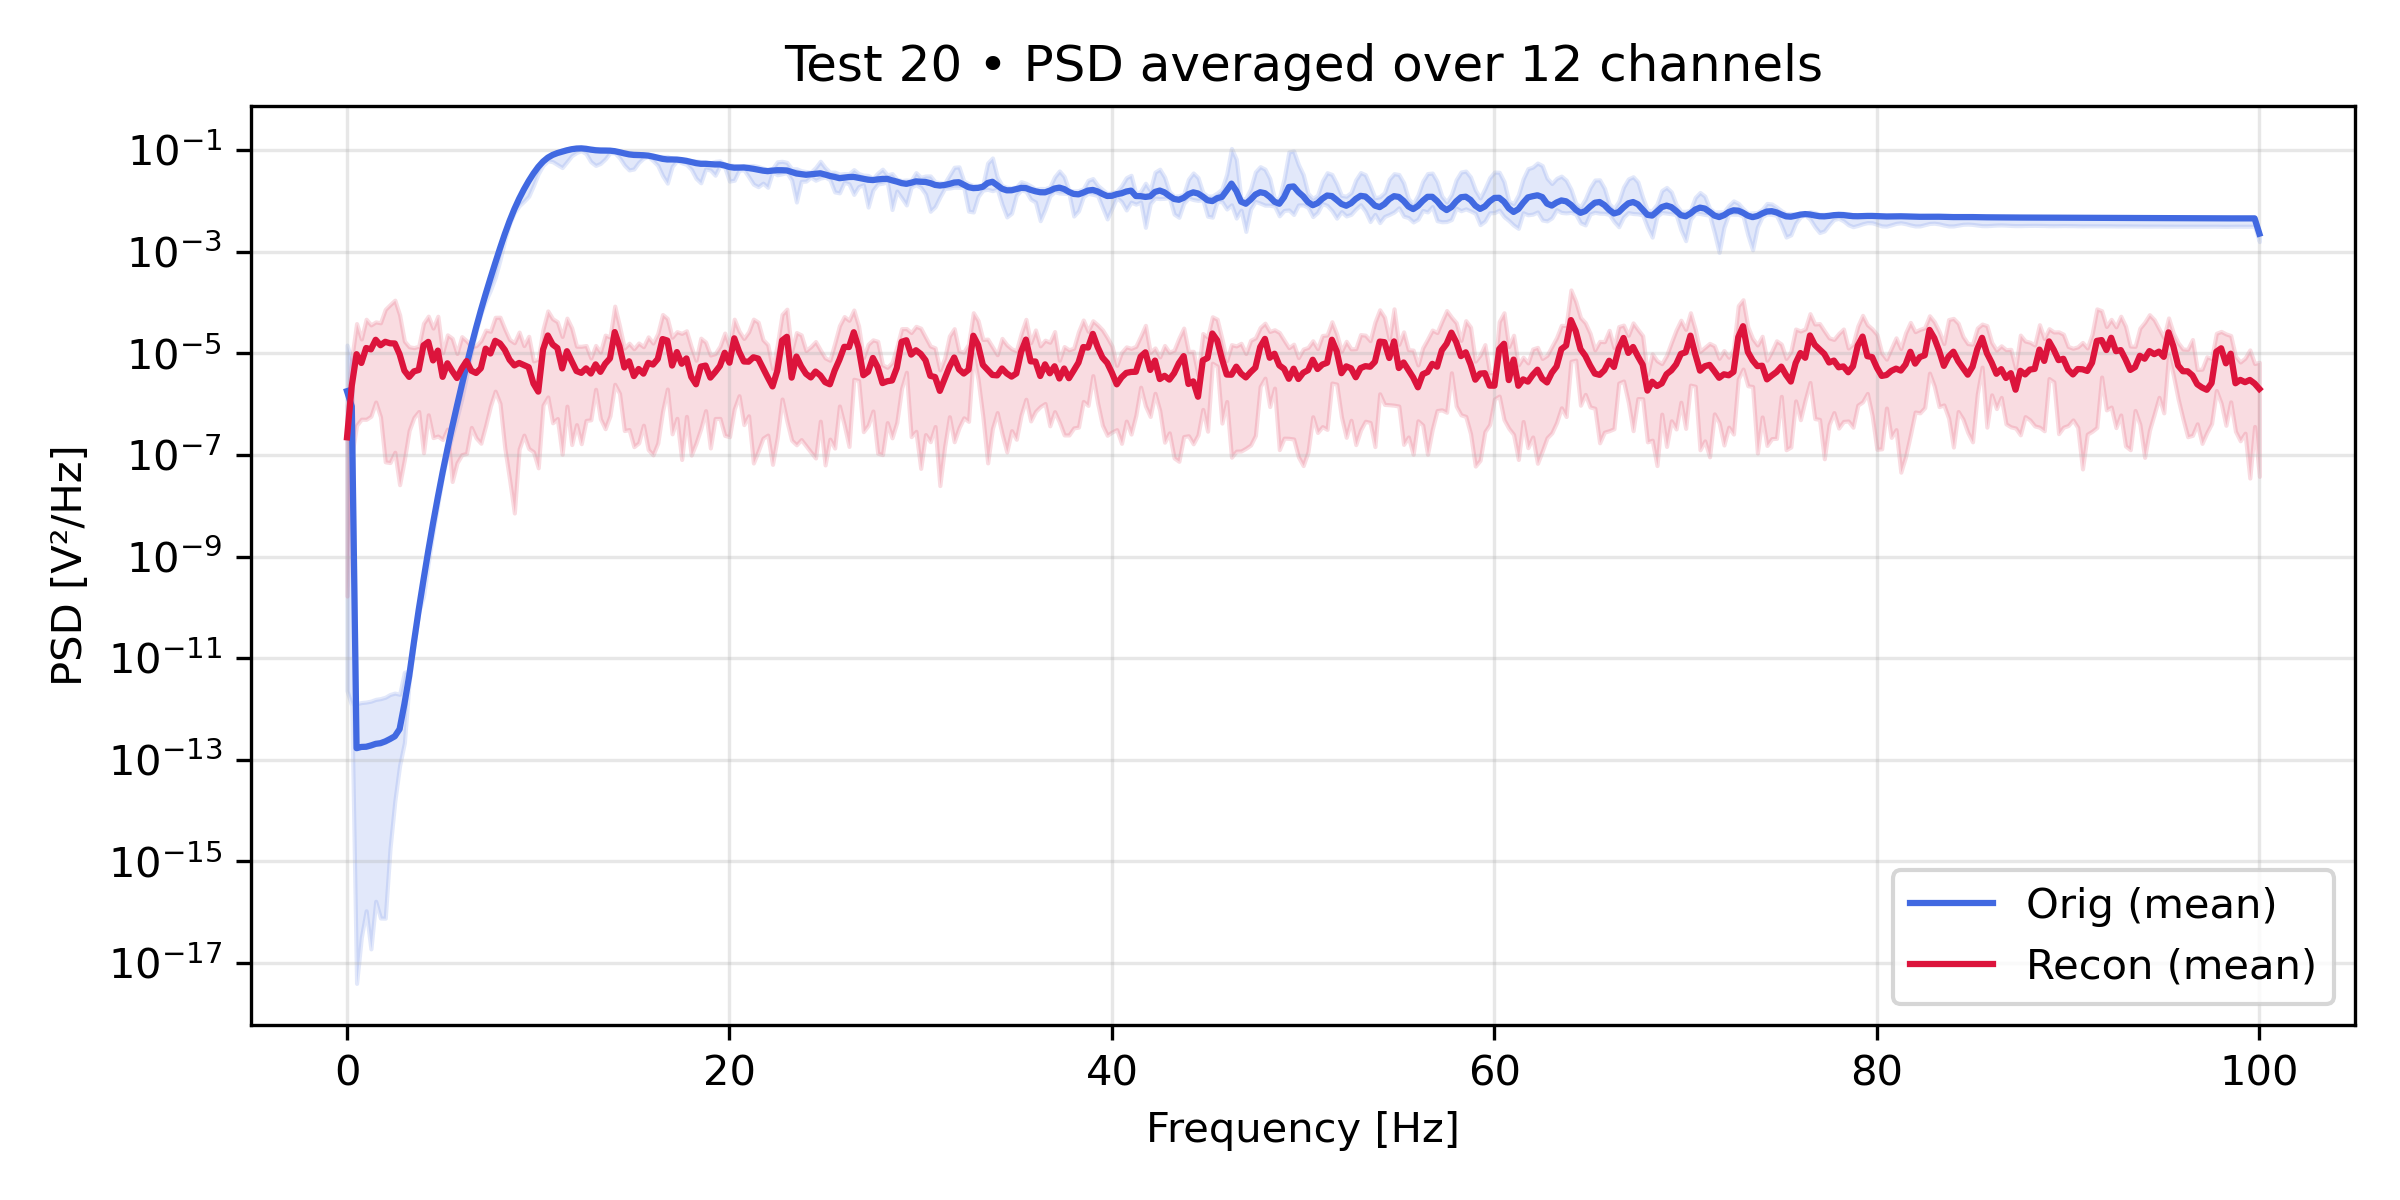 Test 20 • PSD averaged over 12 channels
PSD [V²/Hz]
10⁻¹
10⁻³
10⁻⁵
10⁻⁷
10⁻⁹
10⁻¹¹
10⁻¹³
10⁻¹⁵
10⁻¹⁷
Orig (mean)
Recon (mean)
0 20 40 60 80 100
Frequency [Hz]